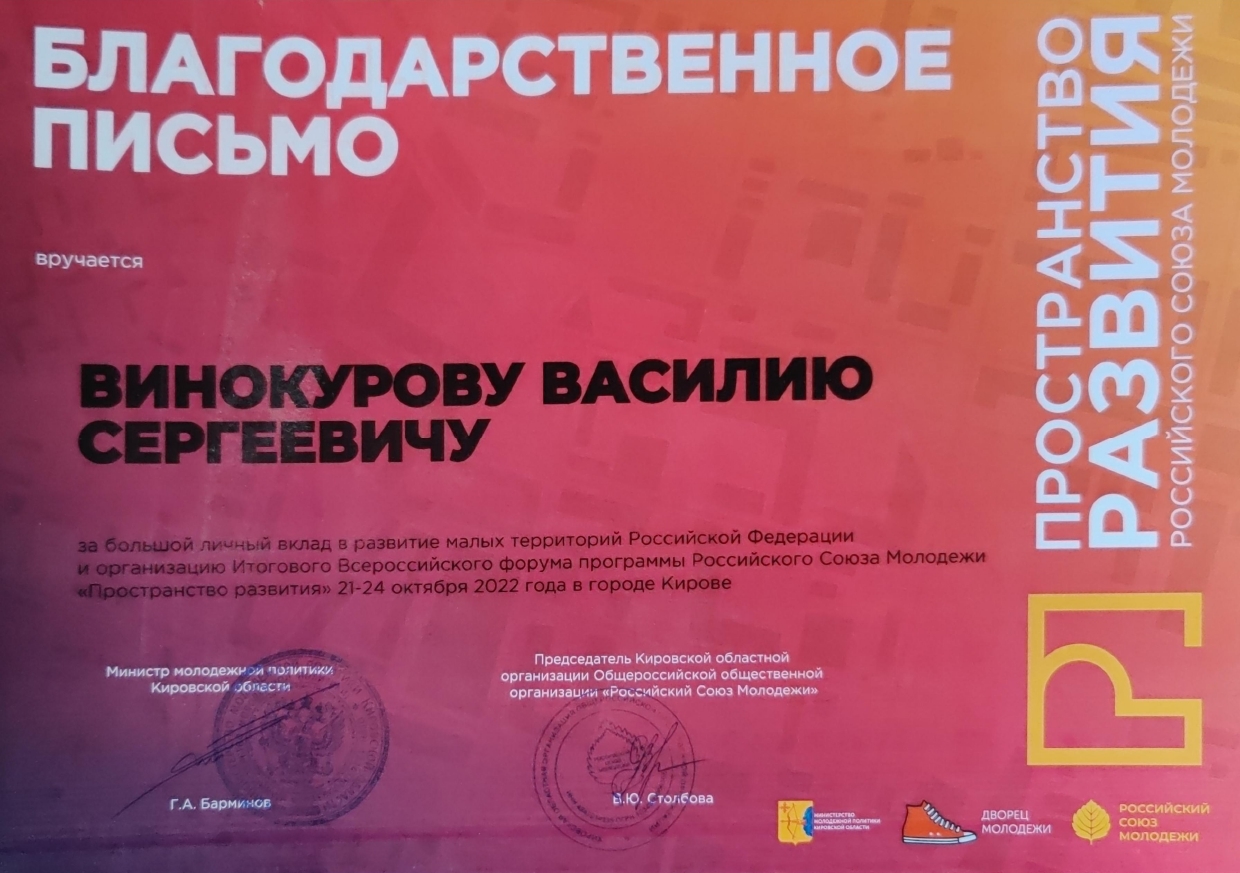 БЛАГОДАРСТВЕННОЕ
ПИСЬМО
вручается
ВИНОКУРОВУ ВАСИЛИЮ
СЕРГЕЕВИЧУ
за большой личный вклад в развитие малых территорий Российской Федерации
и организацию Итогового Всероссийского форума программы Российского Союза Молодежи
«Пространство развития» 21-24 октября 2022 года в городе Кирове
Министр молодежной политики
Кировской области
Г.А. Барминов
Председатель Кировской областной
организации Общероссийской общественной
организации «Российский Союз Молодежи»
В.Ю. Столбова
ПРОСТРАНСТВО
РАЗВИТИЯ
РОССИЙСКОГО СОЮЗА МОЛОДЕЖИ
МИНИСТЕРСТВО
МОЛОДЕЖНОЙ ПОЛИТИКИ
КИРОВСКОЙ ОБЛАСТИ
ДВОРЕЦ
МОЛОДЕЖИ
РОССИЙСКИЙ
СОЮЗ
МОЛОДЕЖИ